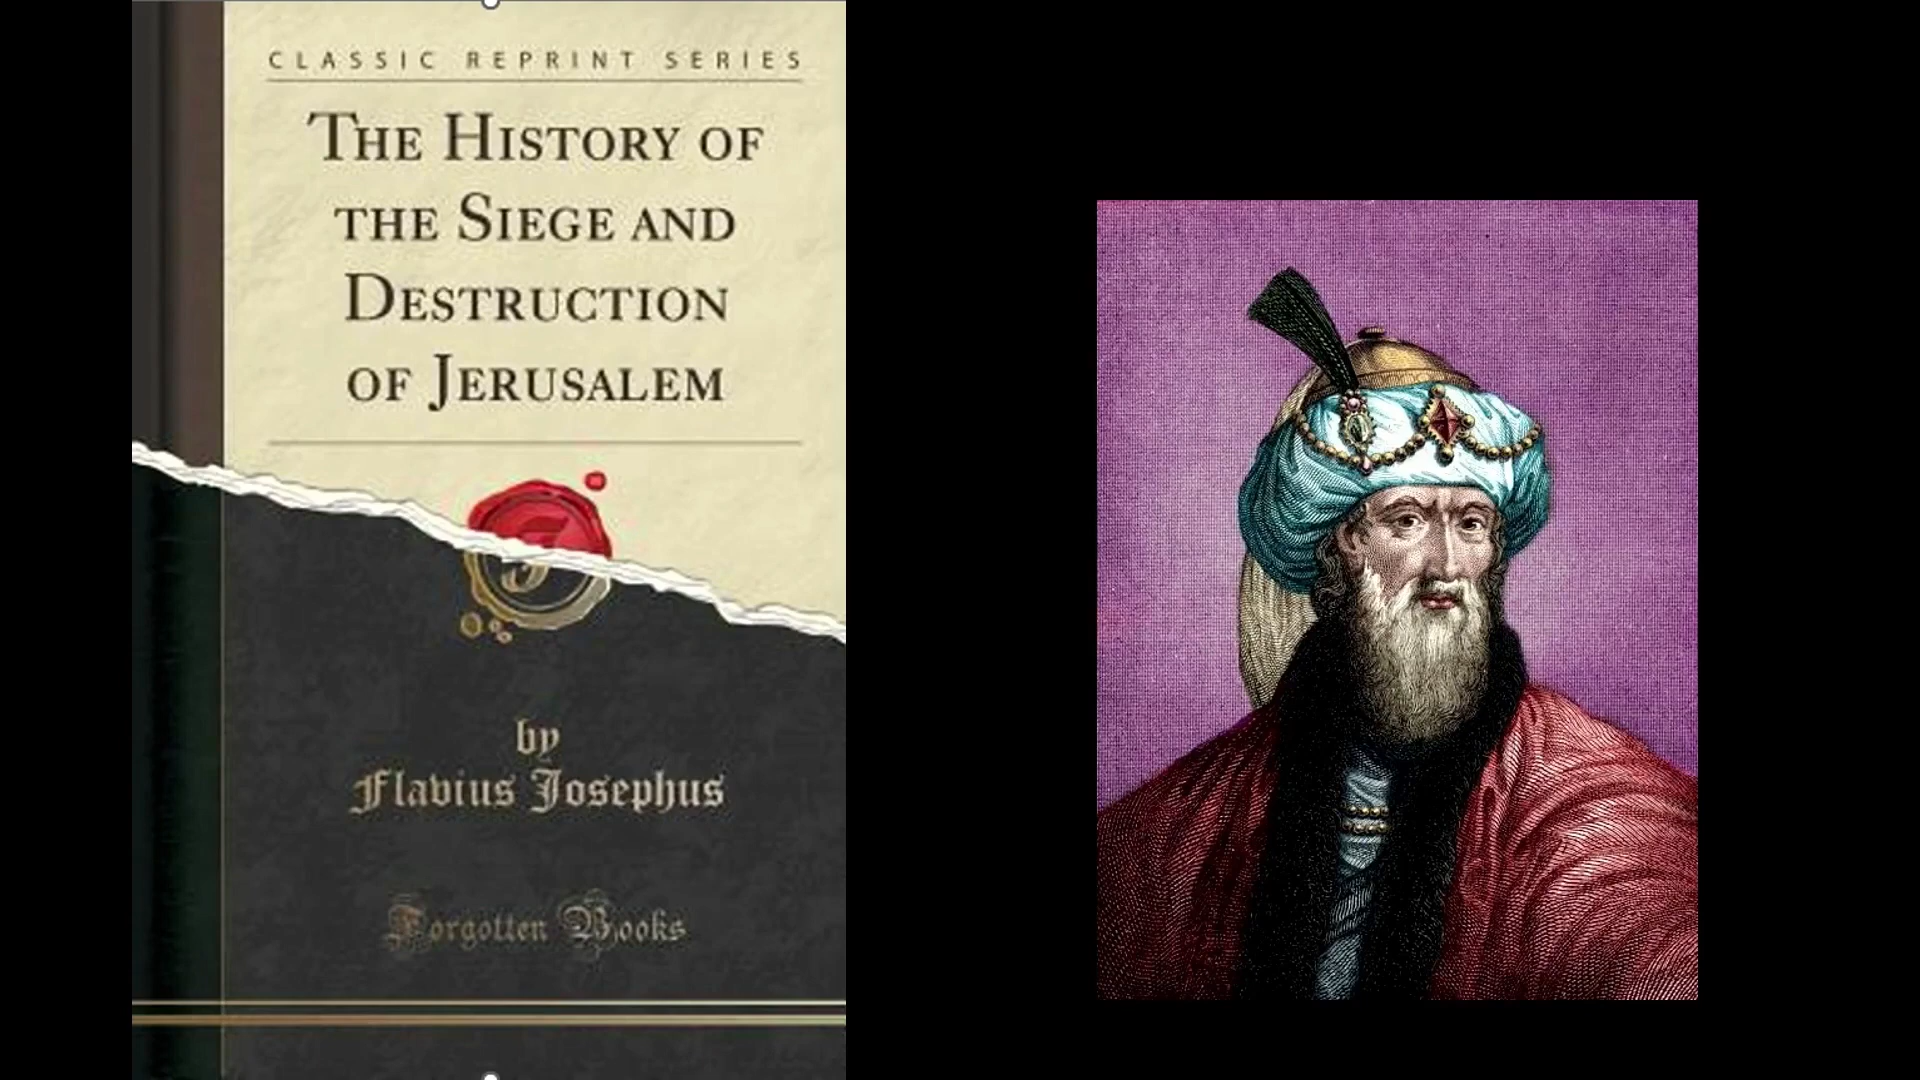 CLASSIC REPRINT SERIES
THE HISTORY OF
THE SIEGE AND
DESTRUCTION
OF JERUSALEM
F
by
Flavius Josephus
Forgotten Books